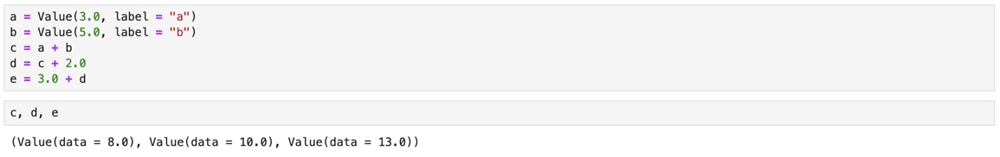 a = Value(3.0, label = "a")
b = Value(5.0, label = "b")
c = a + b
d = c + 2.0
e = 3.0 + d
c, d, e
(Value(data = 8.0), Value(data = 10.0), Value(data = 13.0))